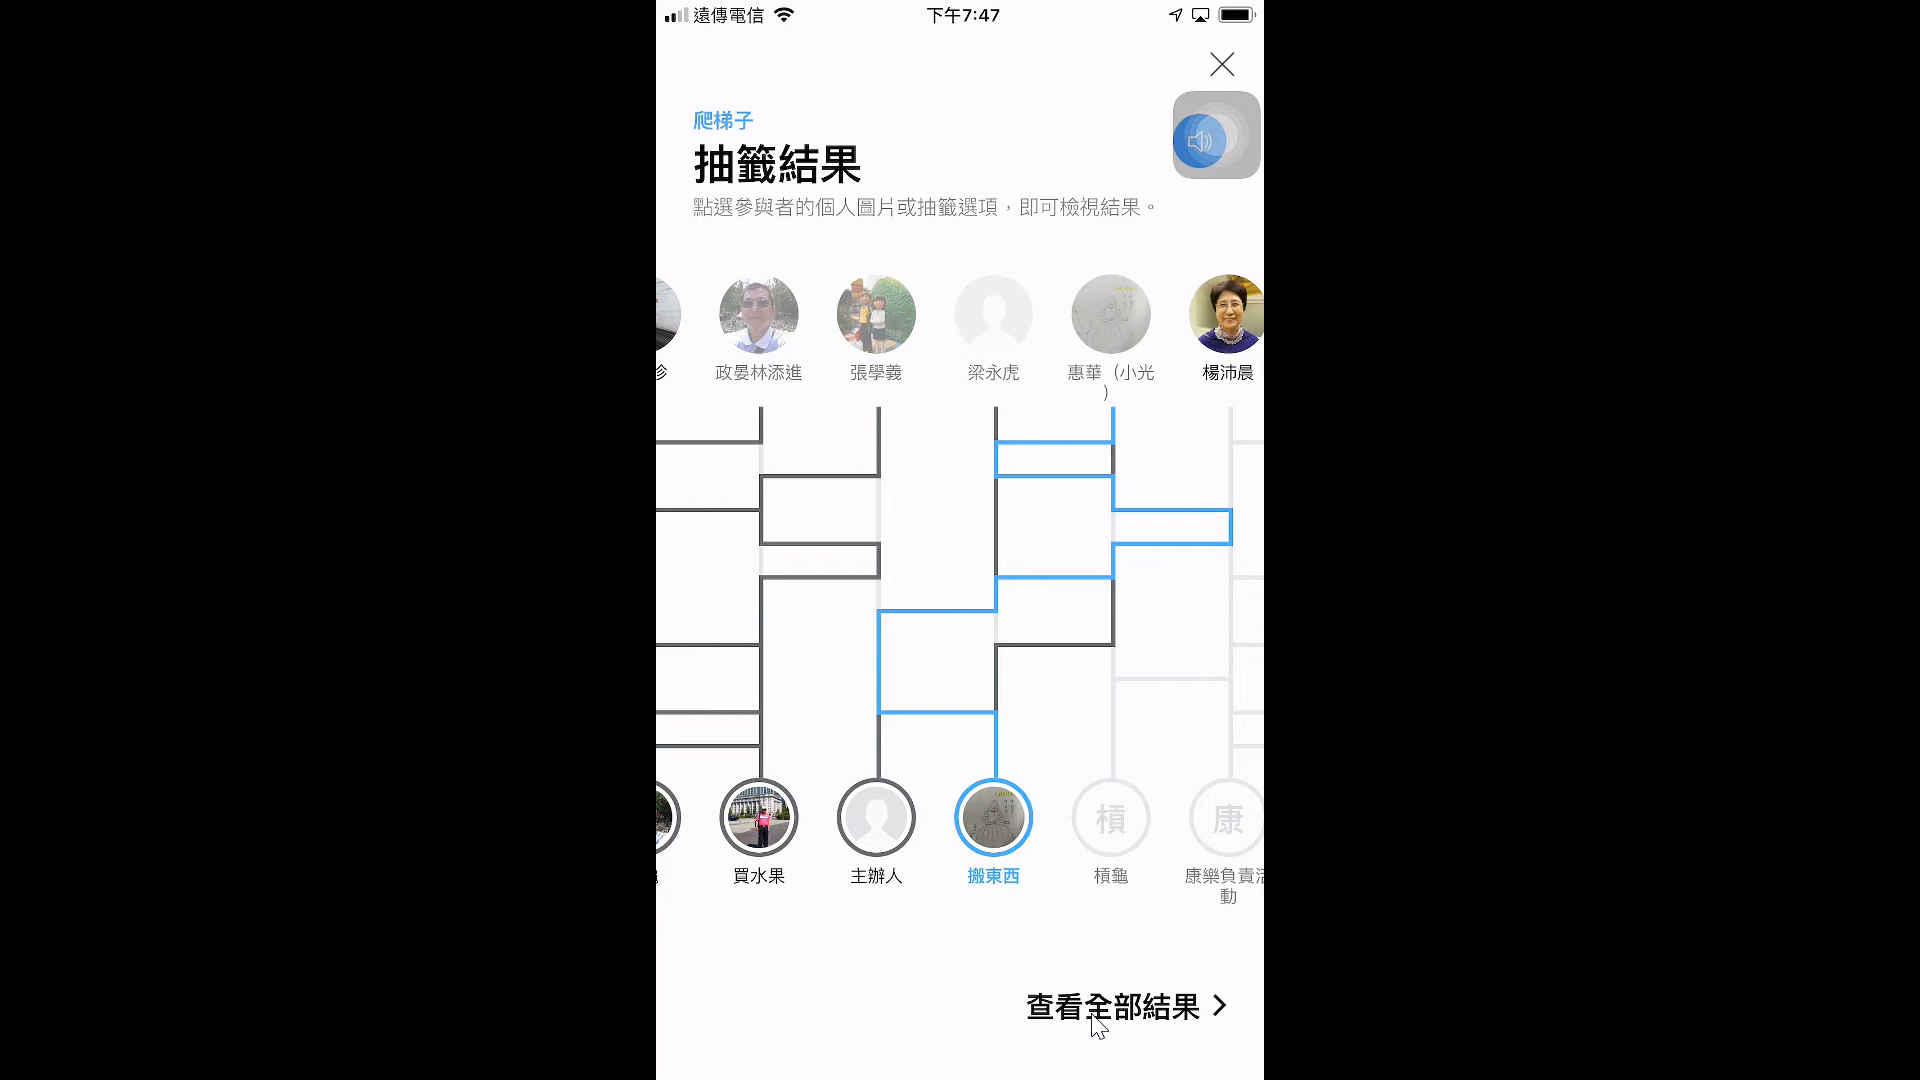 遠傳電信
下午7:47
爬梯子
抽籤結果
點選參與者的個人圖片或抽籤選項，即可檢視結果。
政晏林添進
張學義
梁永虎
惠華（小光
）
楊沛晨
槓
康
買水果
主辦人
搬東西
槓龜
康樂負責活
動
查看全部結果